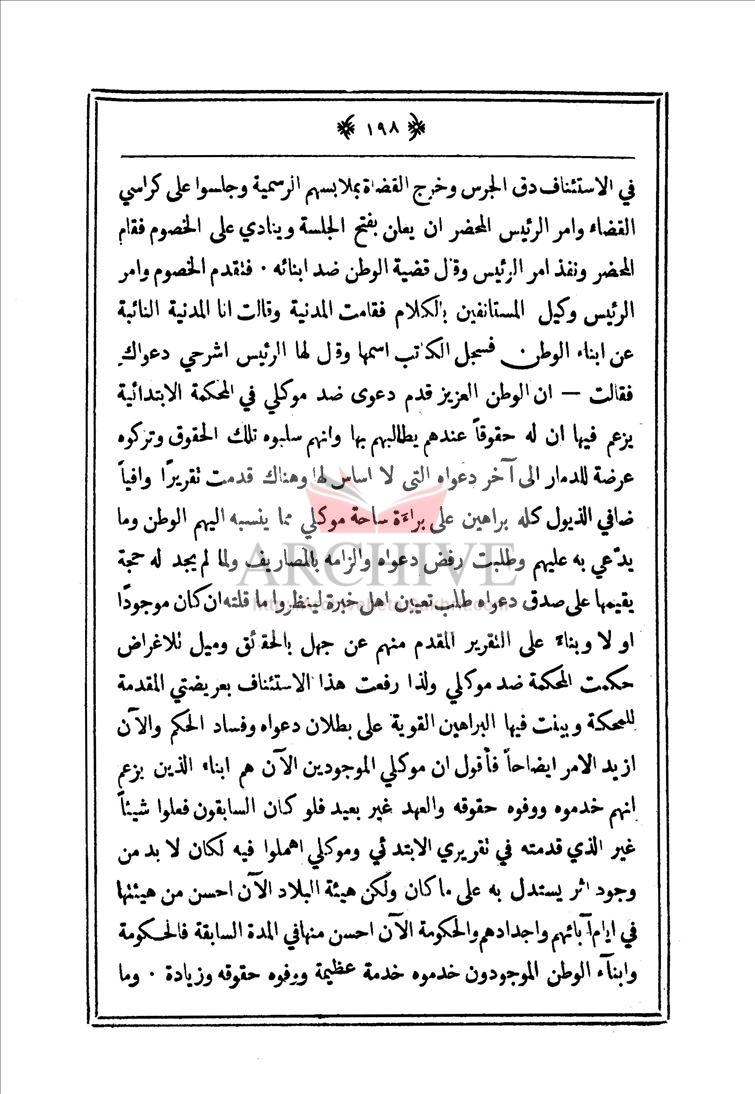 ﴿ ١٩٨ ﴾
في الاستئناف دق الجرس وخرج القضاة بملابسهم الرسمية وجلسوا على كراسي
القضاء وامر الرئيس المحضر ان يعلن بفتح الجلسة وينادي على الخصوم فقام
المحضر ونفذ امر الرئيس وقال قضية الوطن ضد ابنائه ٠ فتقدم الخصوم وامر
الرئيس وكيل المستانفين بالكلام فقامت المدنية وقالت انا المدنية النائبة
عن ابناء الوطن ٠ فسجل الكاتب اسمها وقال لها الرئيس اشرحي دعواك
فقالت — ان الوطن العزيز قدم دعوى ضد موكلي في المحكمة الابتدائية
يزعم فيها ان له حقوقاً عندهم يطالبهم بها وانهم سلبوه تلك الحقوق وتركوه
عرضة للدمار الى آخر دعواه التي لا اساس لها وهناك قدمت تقريرًا وافياً
ضافي الذيول كله براهين على براءة ساحة موكلي مما ينسبه اليهم الوطن وما
يدّعي به عليهم وطلبت رفض دعواه والزامه بالمصاريف ولما لم يجد له حجة
ARCHIVE
يقيمها على صدق دعواه طلب تعيين اهل خبرة لينظروا ما قلته ان كان موجودًا
او لا وبناءً على التقرير المقدم منهم عن جهل بالحقائق وميل للاغراض
حكمت المحكمة ضد موكلي ولذا رفعت هذا الاستئناف بعريضتي المقدمة
للمحكمة وبينت فيها البراهين القوية على بطلان دعواه وفساد الحكم والآن
ازيد الامر ايضاحاً فأقول ان موكلي الموجودين الآن هم ابناء الذين يزعم
انهم خدموه ووفوه حقوقه والعهد غير بعيد فلو كان السابقون فعلوا شيئاً
غير الذي قدمته في تقريري الابتدائي وموكلي اهملوا فيه لكان لا بد من
وجود اثر يستدل به على ما كان ولكن هيئة البلاد الآن احسن من هيئتها
في ايام آبائهم واجدادهم والحكومة الآن احسن منها في المدة السابقة فالحكومة
وابنآء الوطن الموجودون خدموه خدمة عظيمة ووفوه حقوقه وزيادة ٠ وما